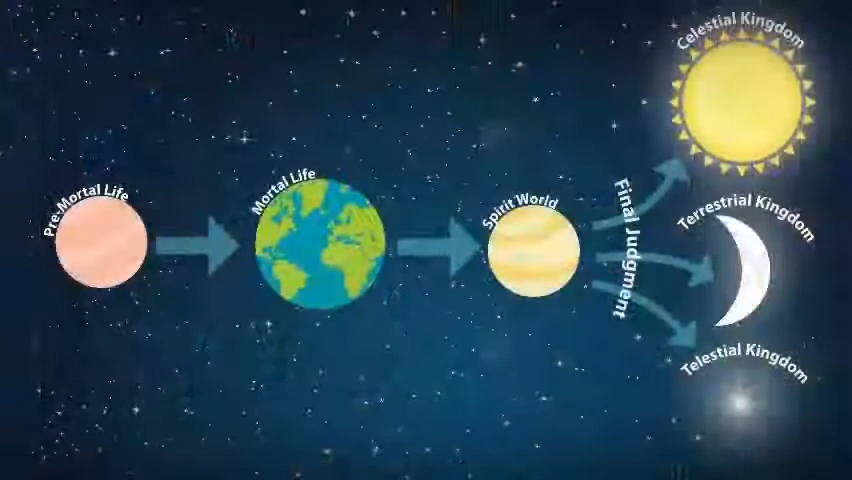 Pre-Mortal Life
Mortal Life
Spirit World
Final Judgment
Celestial Kingdom
Terrestrial Kingdom
Telestial Kingdom